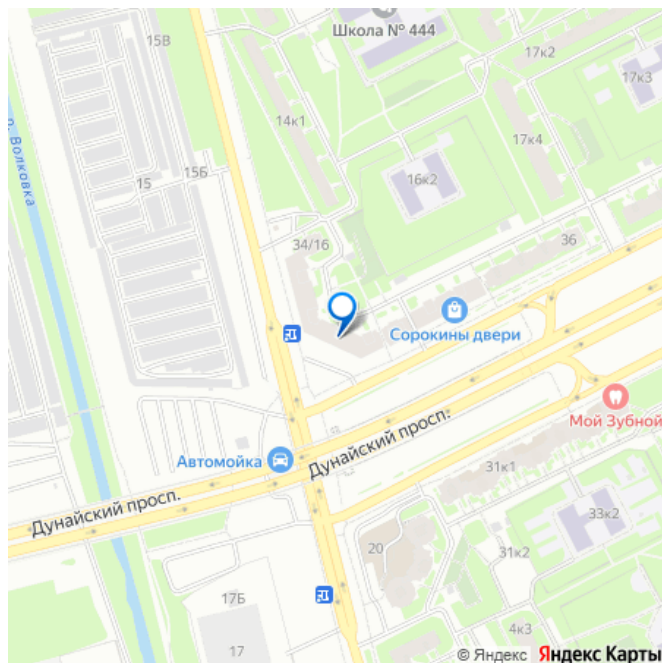 15В
Школа № 444
17к2
17к3
р. Волковка
14к1
17к4
15Б
15
16к2
34/16
36
Сорокины двери
Мой Зубной
Дунайский просп.
Автомойка
31к1
Дунайский просп.
33к2
20
31к2
17Б
4к3
17
© Яндекс Яндекс Карты